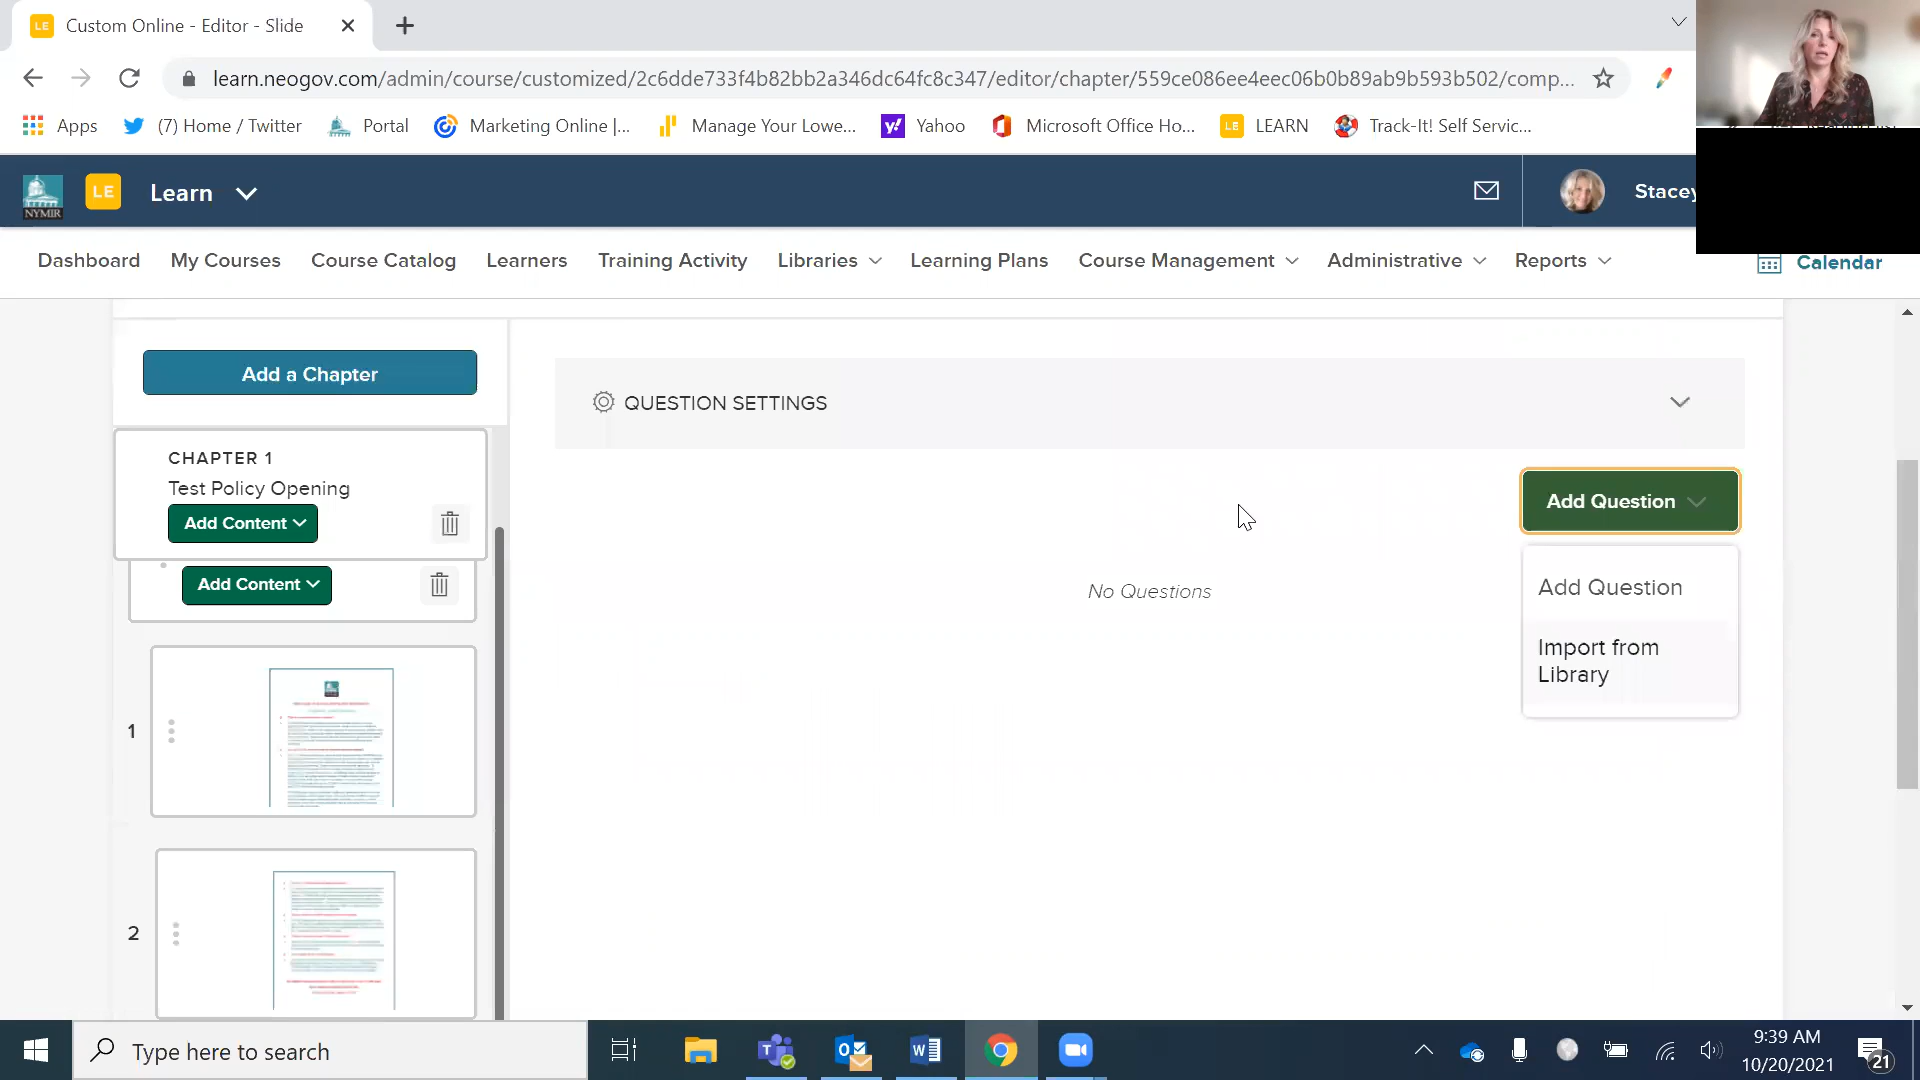 LE Custom Online - Editor - Slide
learn.neogov.com/admin/course/customized/2c6dde733f4b82bb2a346dc64fc8c347/editor/chapter/559ce086ee4eec06b0b89ab9b593b502/comp...
Apps (7) Home / Twitter Portal Marketing Online |... Manage Your Lowe... Yahoo Microsoft Office Ho... LE LEARN Track-It! Self Servic...
NYMIR LE Learn Stacey
Dashboard My Courses Course Catalog Learners Training Activity Libraries Learning Plans Course Management Administrative Reports Calendar
Add a Chapter
QUESTION SETTINGS
CHAPTER 1
Test Policy Opening
Add Content
Add Content
Add Question
No Questions
Add Question
Import from
Library
1
2
Type here to search
9:39 AM
10/20/2021
21